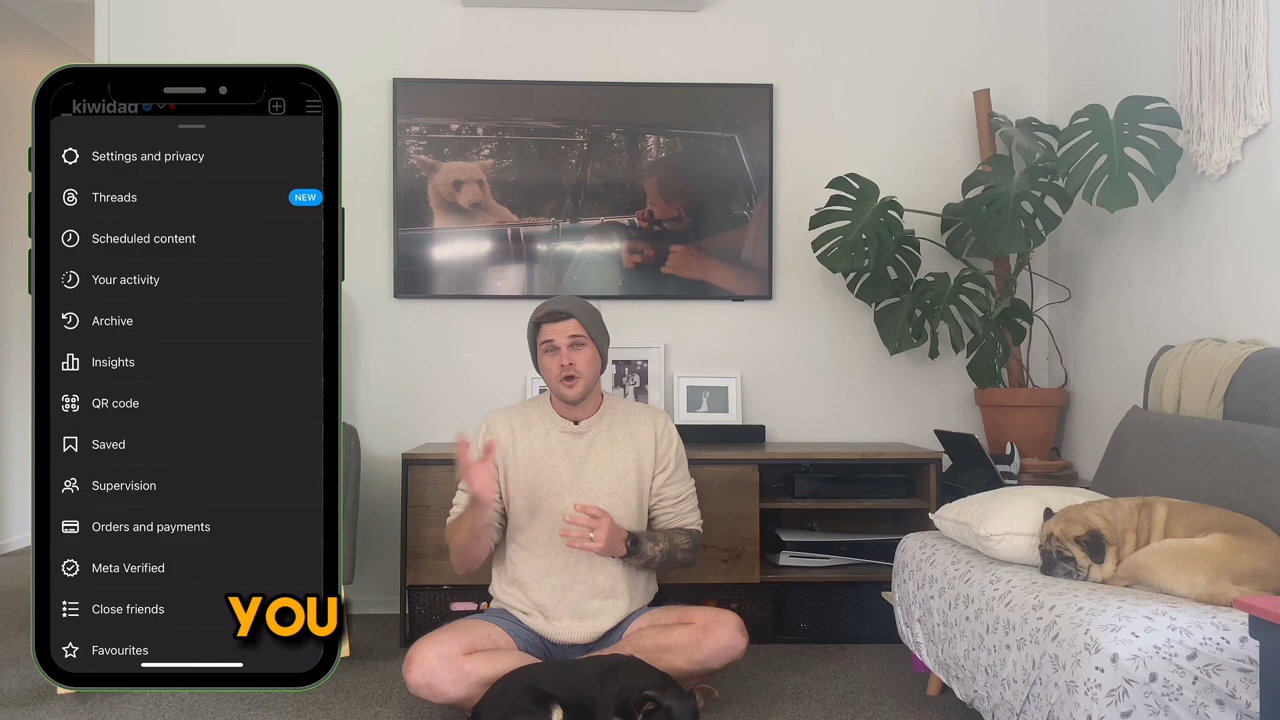 _kiwidad
Settings and privacy
Threads NEW
Scheduled content
Your activity
Archive
Insights
QR code
Saved
Supervision
Orders and payments
Meta Verified
Close friends
YOU
Favourites